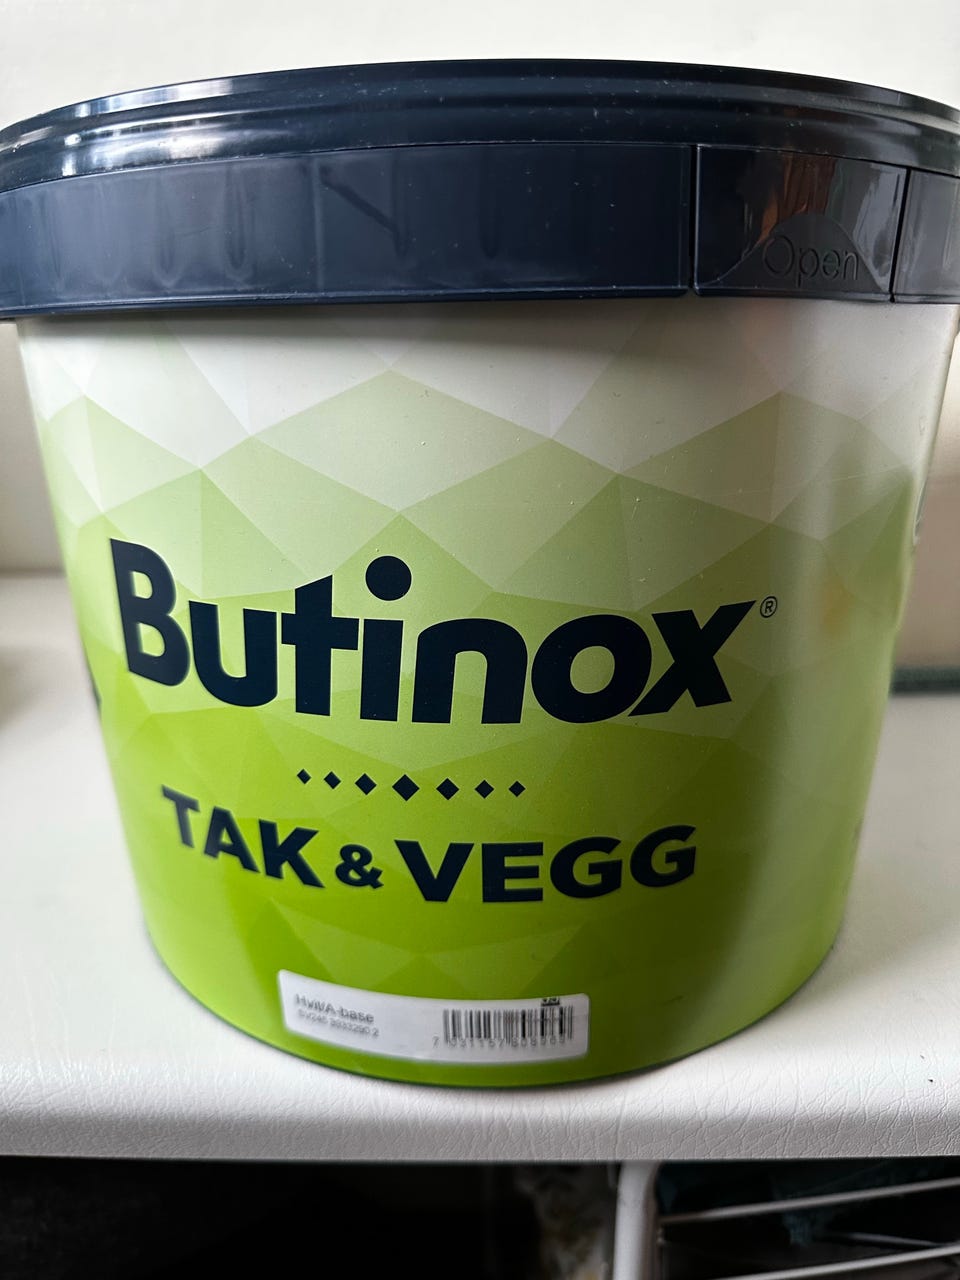 Open
Butinox®
TAK & VEGG
Hvit/A-base